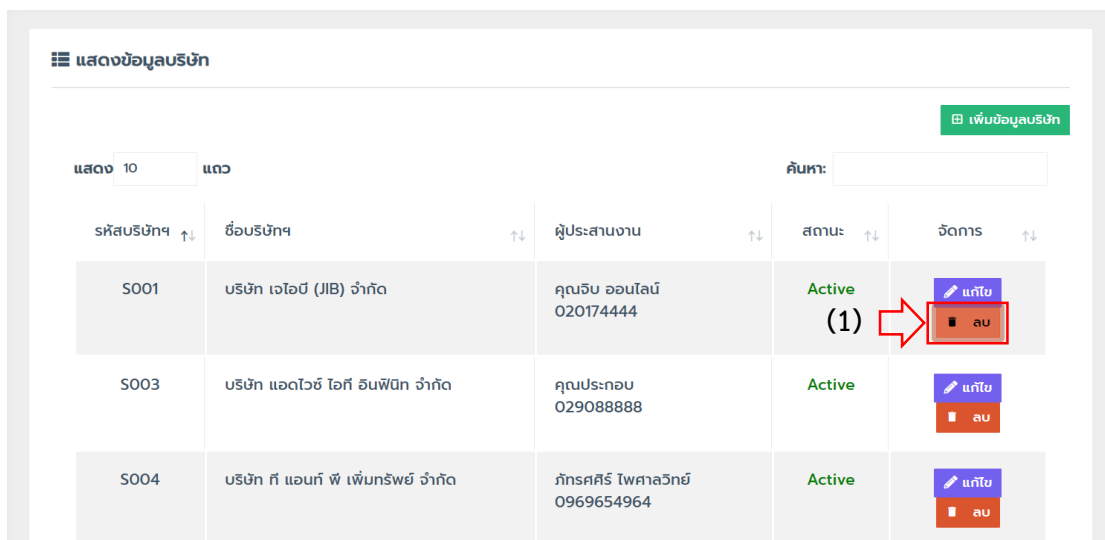 แสดงข้อมูลบริษัท
เพิ่มข้อมูลบริษัท
แสดง 10 แถว ค้นหา:
รหัสบริษัทฯ ชื่อบริษัทฯ ผู้ประสานงาน สถานะ จัดการ
S001 บริษัท เจไอบี (JIB) จำกัด คุณจิบ ออนไลน์ Active แก้ไข
020174444 (1) ลบ
S003 บริษัท แอดไวซ์ ไอที อินฟินิท จำกัด คุณประกอบ Active แก้ไข
029088888 ลบ
S004 บริษัท ที แอนท์ พี เพิ่มทรัพย์ จำกัด ภัทรศศิร์ ไพศาลวิทย์ Active แก้ไข
0969654964 ลบ